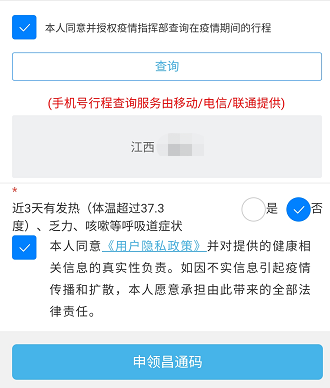 本人同意并授权疫情指挥部查询在疫情期间的行程
查询
(手机号行程查询服务由移动/电信/联通提供)
江西
*
近3天有发热（体温超过37.3 是 否
度）、乏力、咳嗽等呼吸道症状
本人同意《用户隐私政策》并对提供的健康相
关信息的真实性负责。如因不实信息引起疫情
传播和扩散，本人愿意承担由此带来的全部法
律责任。
申领昌通码